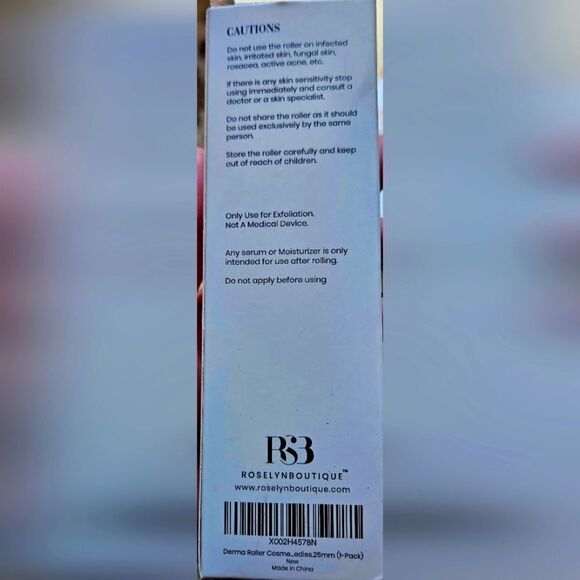 CAUTIONS
Do not use the roller on infected
skin, irritated skin, fungal skin,
rosacea, active acne, etc.
If there is any skin sensitivity stop
using immediately and consult a
doctor or a skin specialist.
Do not share the roller as it should
be used exclusively by the same
person.
Store the roller carefully and keep
out of reach of children.
Only Use for Exfoliation.
Not A Medical Device.
Any serum or Moisturizer is only
intended for use after rolling.
Do not apply before using
RSB
ROSELYNBOUTIQUE™
www.roselynboutique.com
X002H4578N
Derma Roller Cosme...edles.25mm (1-Pack)
New
Made in China